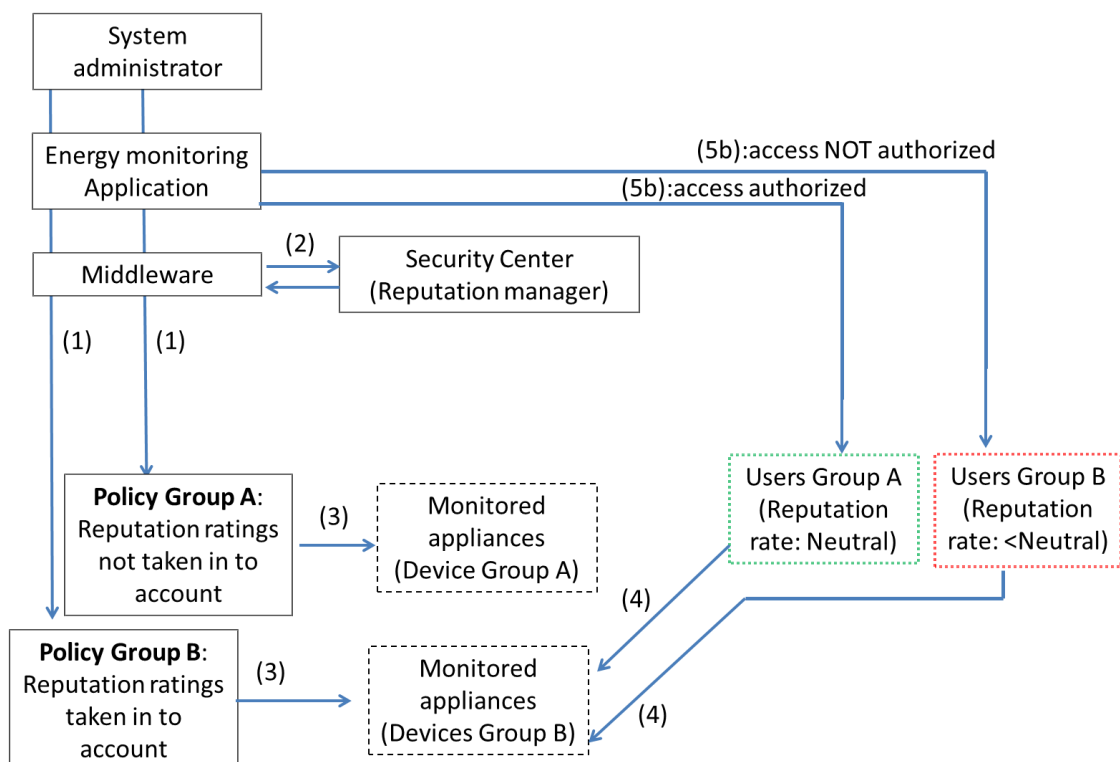 System
administrator
Energy monitoring
Application
(5b):access NOT authorized
(5b):access authorized
Middleware
(2)
Security Center
(Reputation manager)
(1)
(1)
Policy Group A:
Reputation ratings
not taken in to
account
(3)
Monitored
appliances
(Device Group A)
Users Group A
(Reputation
rate: Neutral)
Users Group B
(Reputation
rate: <Neutral)
(4)
Policy Group B:
Reputation ratings
taken in to
account
(3)
Monitored
appliances
(Devices Group B)
(4)